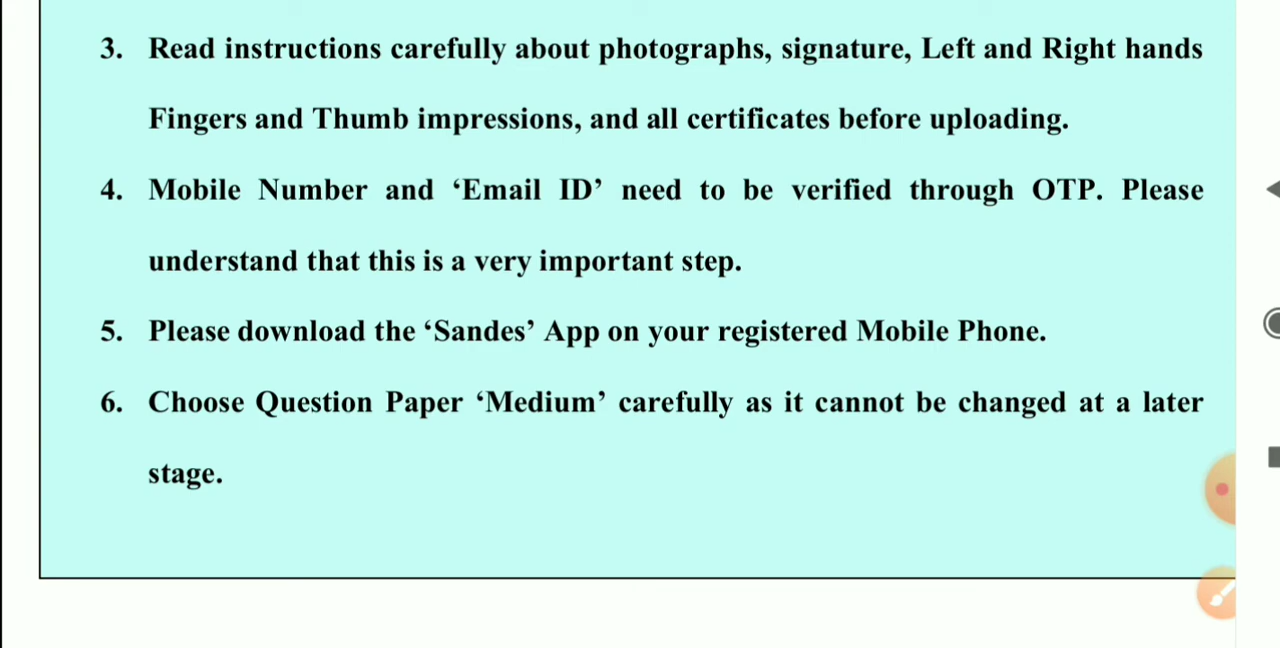 3. Read instructions carefully about photographs, signature, Left and Right hands
Fingers and Thumb impressions, and all certificates before uploading.
4. Mobile Number and ‘Email ID’ need to be verified through OTP. Please
understand that this is a very important step.
5. Please download the ‘Sandes’ App on your registered Mobile Phone.
6. Choose Question Paper ‘Medium’ carefully as it cannot be changed at a later
stage.